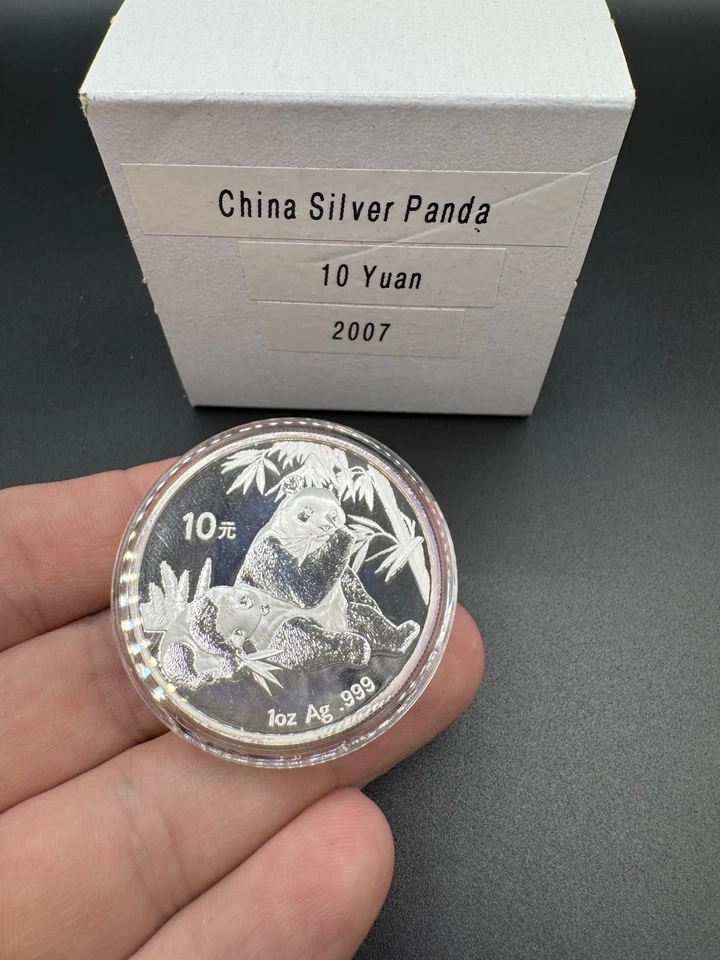 China Silver Panda
10 Yuan
2007
10元
1oz Ag .999